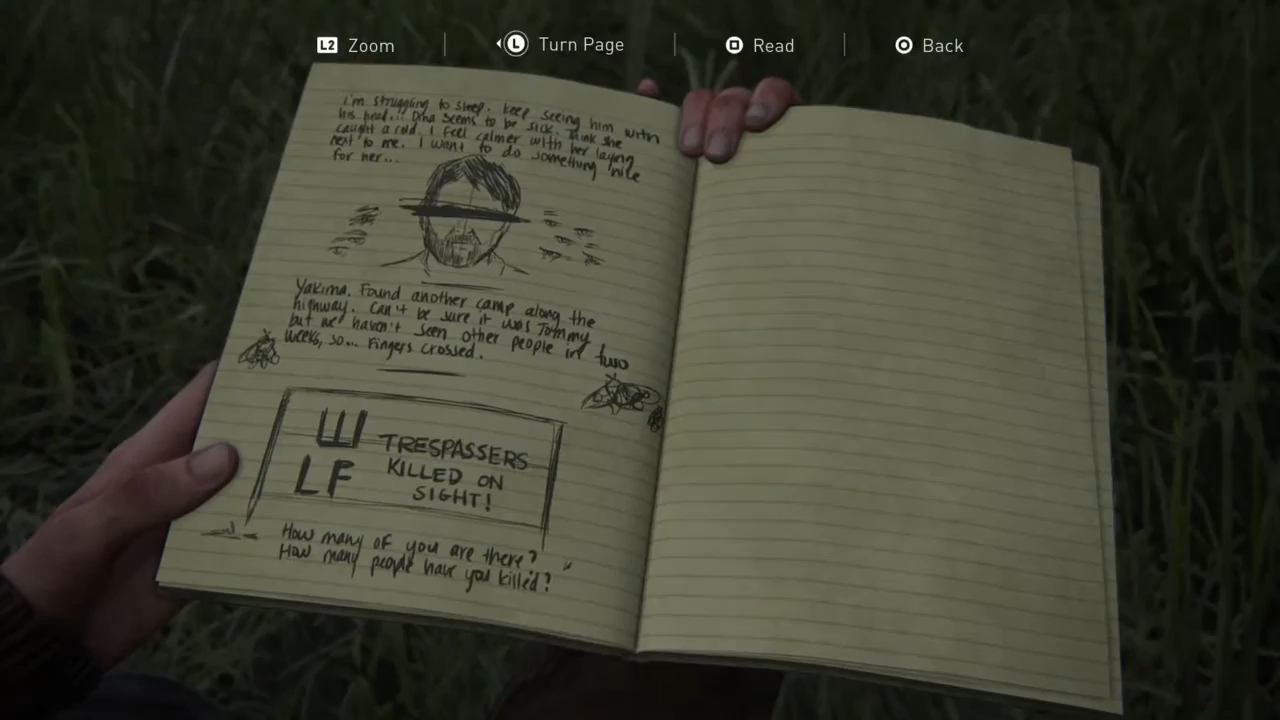 L2 Zoom
L Turn Page
Read
Back
I'm struggling to sleep. Keep seeing him with
his head... Dina seems to be sick. Think she
caught a cold. I feel calmer with her laying
next to me. I want to do something nice
for her...
Yakima. Found another camp along the
highway. Can't be sure it was Tommy
but we haven't seen other people in two
weeks, so... Fingers crossed.
W
LF
TRESPASSERS
KILLED ON
SIGHT!
How many of you are there?
How many people have you killed?